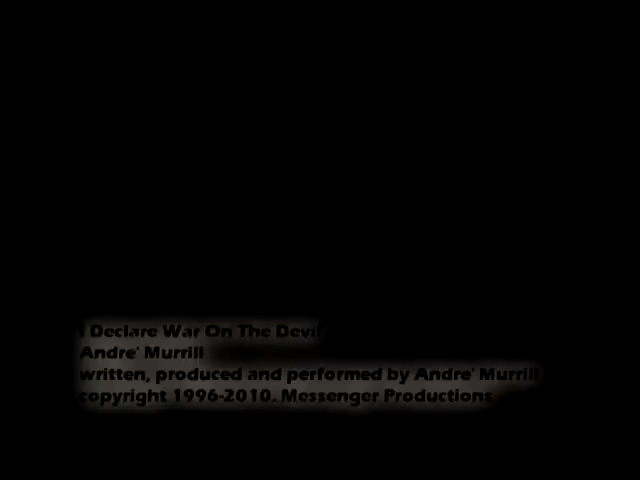 I Declare War On The Devil
Andre' Murrill
written, produced and performed by Andre' Murrill
copyright 1996-2010. Messenger Productions